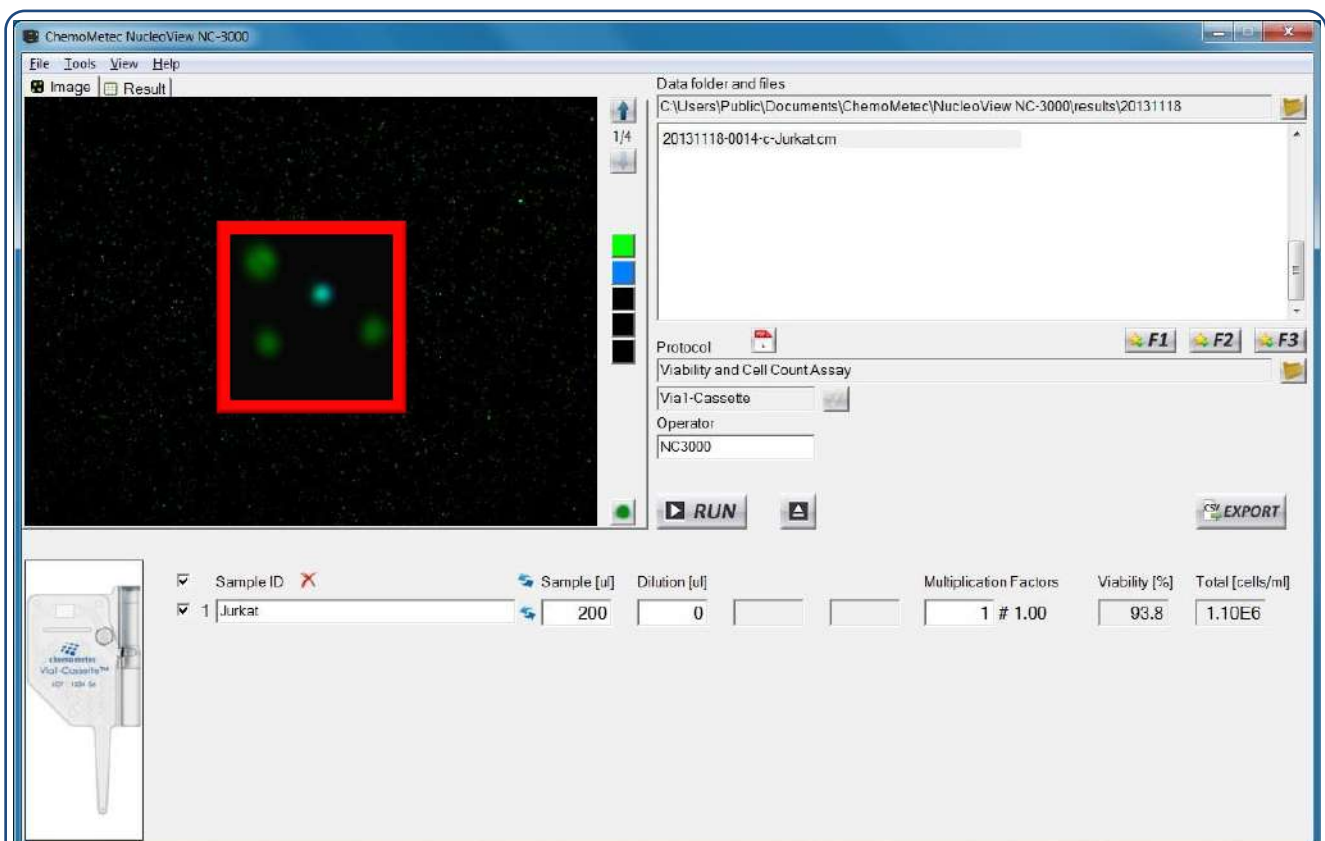 ChemoMetec NucleoView NC-3000
File Tools View Help
Image Result
Data folder and files
C:\Users\Public\Documents\ChemoMetec\NucleoView NC-3000\results\20131118
1/4
20131118-0014-c-Jurkat.cm
Protocol
F1 F2 F3
Viability and Cell Count Assay
Via1-Cassette
Operator
NC3000
RUN
CSV EXPORT
Sample ID Sample [ul] Dilution [ul] Multiplication Factors Viability [%] Total [cells/ml]
1 Jurkat 200 0 1 # 1.00 93.8 1.10E6
chemometec
Via1-Cassette™